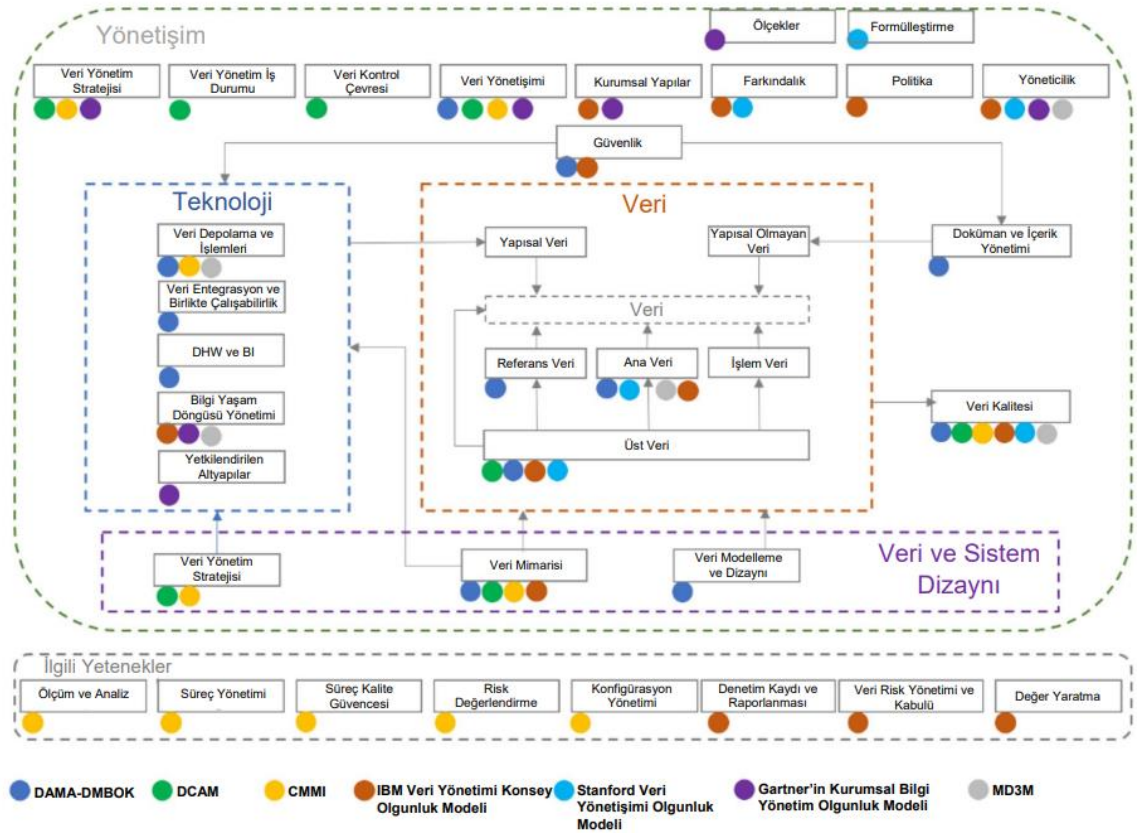 Yönetişim
Ölçekler
Formülleştirme
Veri Yönetim
Stratejisi
Veri Yönetim İş
Durumu
Veri Kontrol
Çevresi
Veri Yönetişimi
Kurumsal Yapılar
Farkındalık
Politika
Yöneticilik
Güvenlik
Teknoloji
Veri Depolama ve
İşlemleri
Veri Entegrasyon ve
Birlikte Çalışabilirlik
DHW ve BI
Bilgi Yaşam
Döngüsü Yönetimi
Yetkilendirilen
Altyapılar
Veri
Yapısal Veri
Yapısal Olmayan
Veri
Veri
Referans Veri
Ana Veri
İşlem Veri
Üst Veri
Doküman ve İçerik
Yönetimi
Veri Kalitesi
Veri Yönetim
Stratejisi
Veri Mimarisi
Veri Modelleme
ve Dizaynı
Veri ve Sistem
Dizaynı
İlgili Yetenekler
Ölçüm ve Analiz
Süreç Yönetimi
Süreç Kalite
Güvencesi
Risk
Değerlendirme
Konfigürasyon
Yönetimi
Denetim Kaydı ve
Raporlanması
Veri Risk Yönetimi ve
Kabulü
Değer Yaratma
DAMA-DMBOK
DCAM
CMMI
IBM Veri Yönetimi Konsey
Olgunluk Modeli
Stanford Veri
Yönetişimi Olgunluk
Modeli
Gartner'in Kurumsal Bilgi
Yönetim Olgunluk Modeli
MD3M